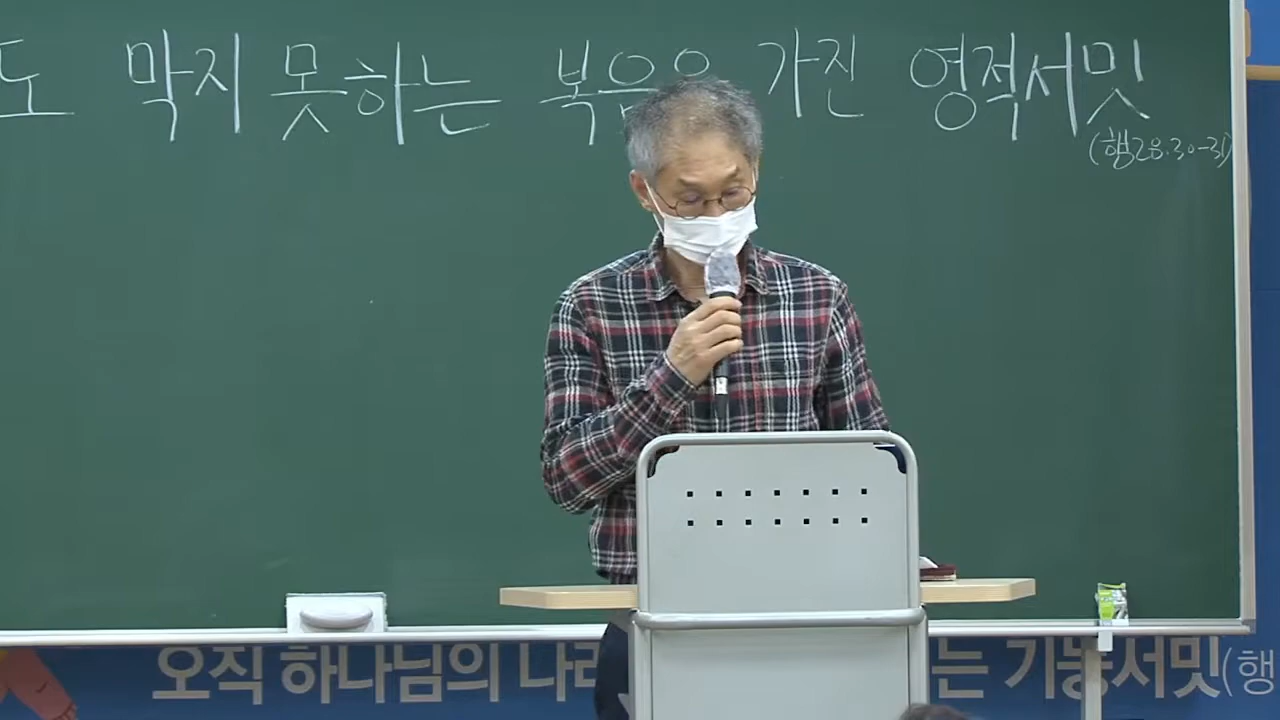 도 막지 못하는 복음을 가진 영적서밋
(행28:30-31)
오직 하나님의 나라 는 기능서밋(행